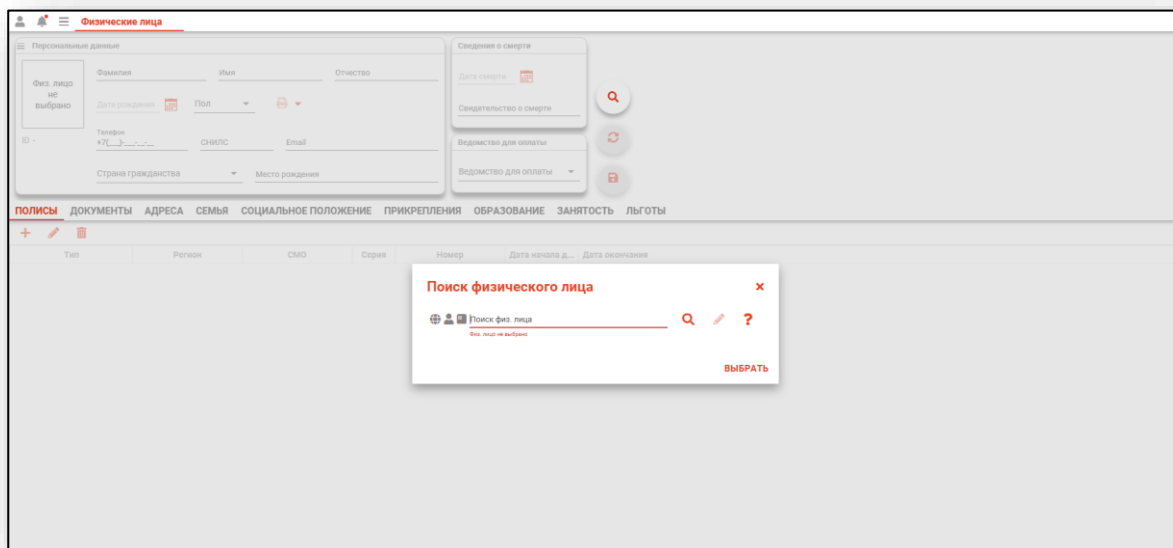 Физические лица
Персональные данные
Физ. лицо
не
выбрано
Фамилия Имя Отчество
Дата рождения Пол
ID -
Телефон
+7(___)-___-__-__ СНИЛС Email
Страна гражданства Место рождения
Сведения о смерти
Дата смерти
Свидетельство о смерти
Ведомство для оплаты
Ведомство для оплаты
ПОЛИСЫ ДОКУМЕНТЫ АДРЕСА СЕМЬЯ СОЦИАЛЬНОЕ ПОЛОЖЕНИЕ ПРИКРЕПЛЕНИЯ ОБРАЗОВАНИЕ ЗАНЯТОСТЬ ЛЬГОТЫ
Тип Регион СМО Серия Номер Дата начала д... Дата окончания
Поиск физического лица
Поиск физ. лица
Физ. лицо не выбрано
ВЫБРАТЬ